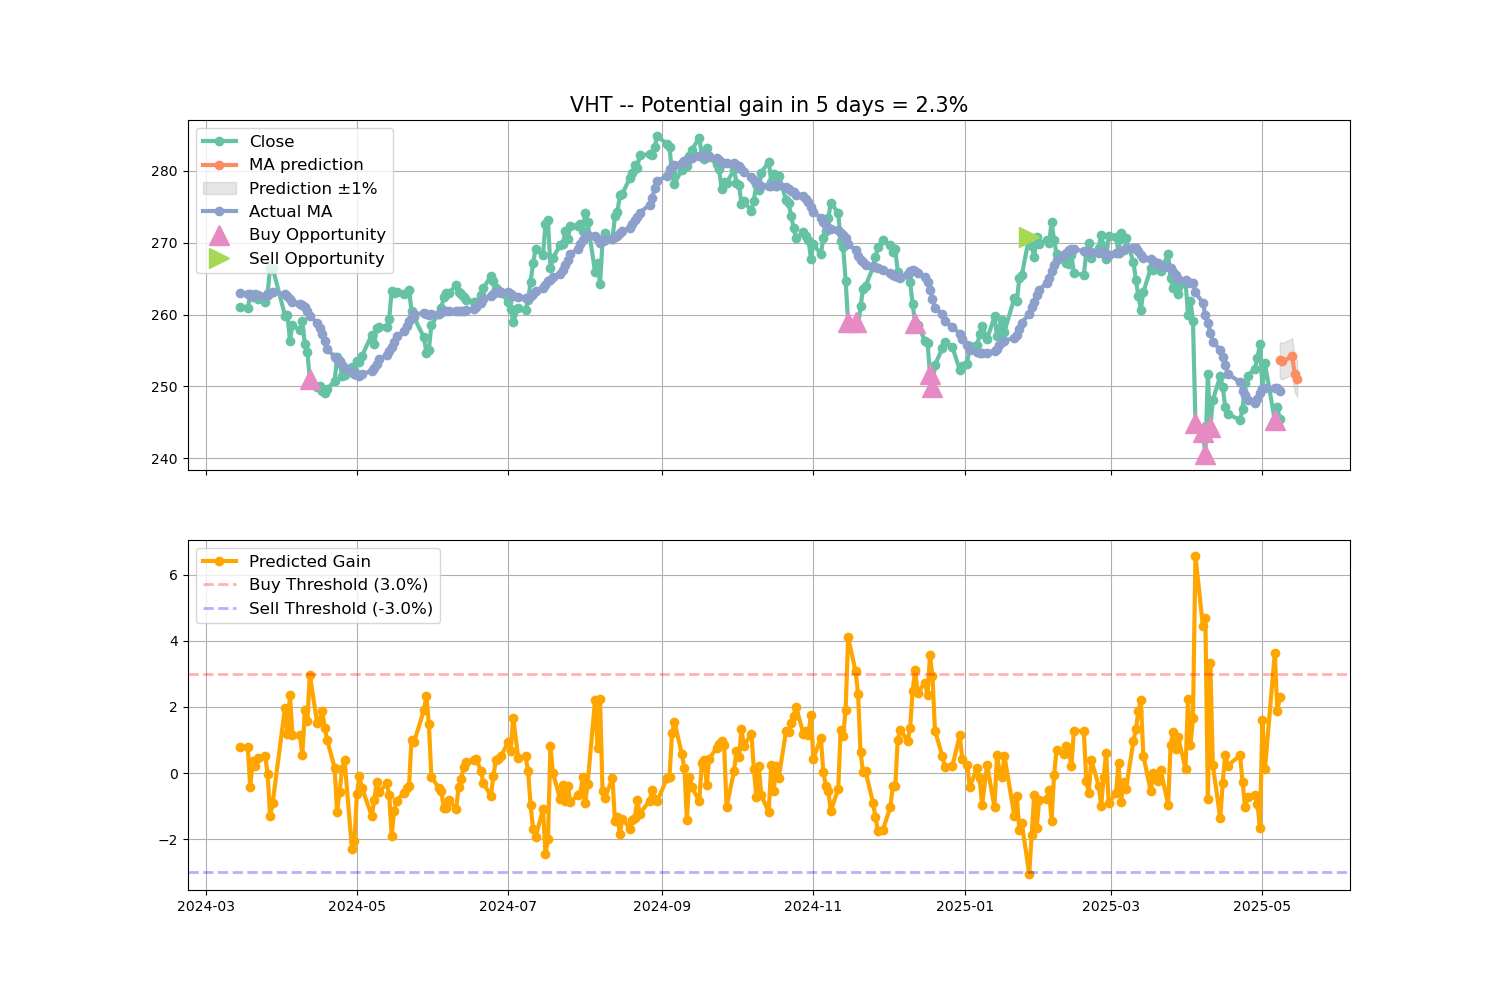 VHT -- Potential gain in 5 days = 2.3%
Close
MA prediction
Prediction ±1%
Actual MA
Buy Opportunity
Sell Opportunity
280
270
260
250
240
Predicted Gain
Buy Threshold (3.0%)
Sell Threshold (-3.0%)
6
4
2
0
−2
2024-03 2024-05 2024-07 2024-09 2024-11 2025-01 2025-03 2025-05